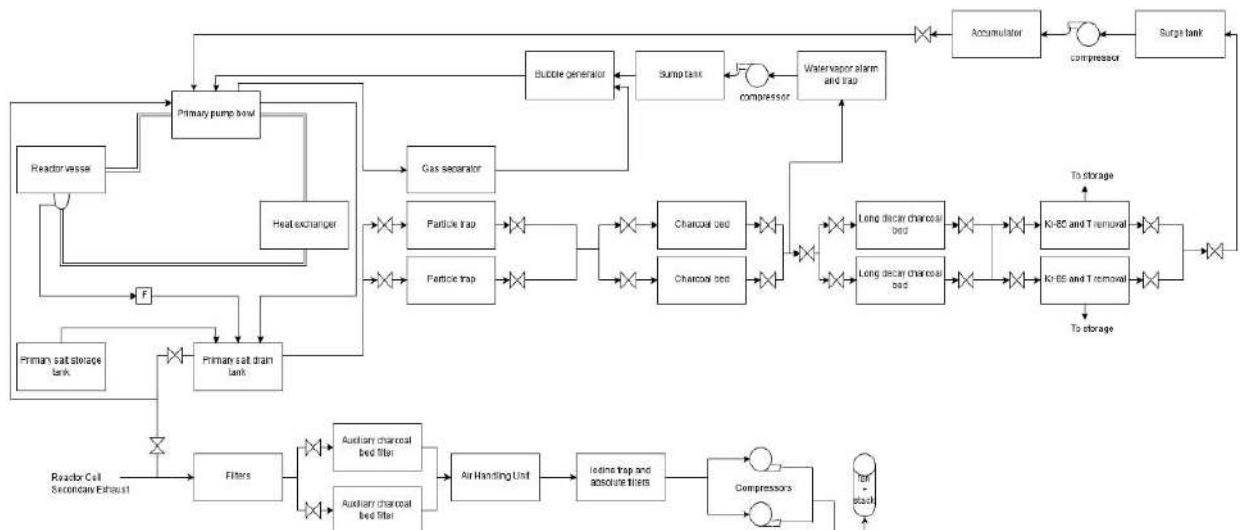 Accumulator
compressor
Surge tank
Bubble generator
Sump tank
compressor
Water vapor alarm
and trap
Primary pump bowl
Reactor vessel
Gas separator
To storage
Heat exchanger
Particle trap
Charcoal bed
Long decay charcoal
bed
Kr-85 and T removal
Particle trap
Charcoal bed
Long decay charcoal
bed
Kr-85 and T removal
F
To storage
Primary salt storage
tank
Primary salt drain
tank
Reactor Cell
Secondary Exhaust
Filters
Auxiliary charcoal
bed filter
Auxiliary charcoal
bed filter
Air Handling Unit
Iodine trap and
absolute filters
Compressors
fan
-
stack